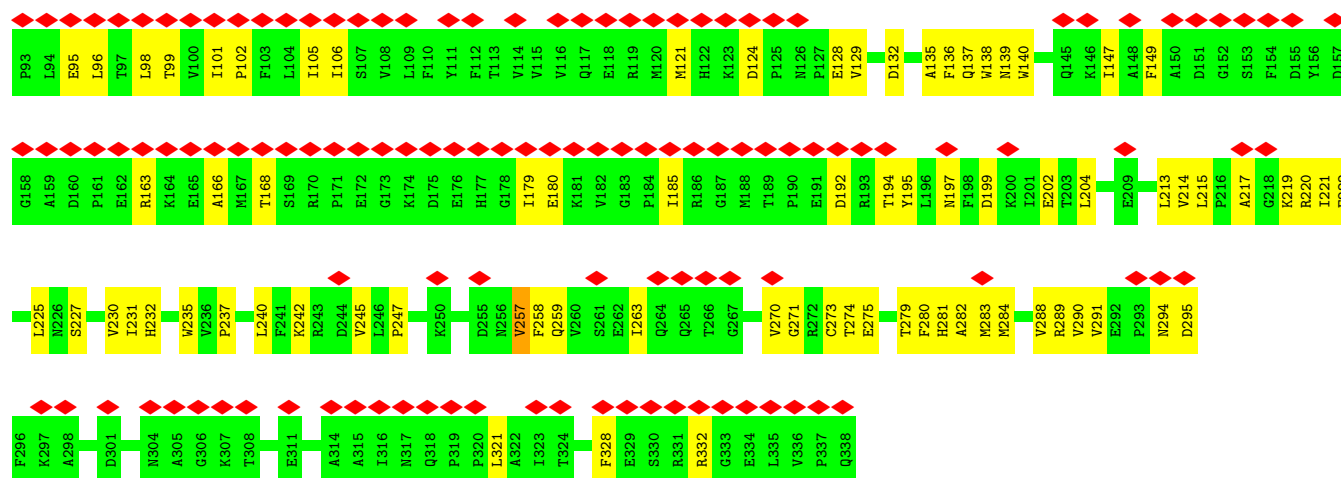 P93 L94 E95 L96 T97 L98 T99 V100 I101 P102 F103 L104 I105 I106 S107 V108 L109 F110 Y111 F112 T113 V114 V115 V116 Q117 E118 R119 M120 M121 H122 K123 D124 P125 N126 P127 E128 V129 D132 A135 F136 Q137 W138 N139 W140 Q145 K146 I147 A148 F149 A150 D151 G152 S153 F154 D155 Y156 D157
G158 A159 D160 P161 E162 R163 K164 E165 A166 M167 T168 S169 R170 P171 E172 G173 K174 D175 E176 H177 G178 I179 E180 K181 V182 G183 P184 I185 R186 G187 M188 T189 P190 E191 D192 R193 T194 Y195 L196 N197 F198 D199 K200 I201 E202 T203 L204 E209 L213 V214 L215 P216 A217 G218 K219 R220 I221
L225 N226 S227 V230 I231 H232 W235 V236 P237 L240 F241 K242 R243 D244 V245 L246 P247 K250 D255 N256 V257 F258 Q259 V260 S261 E262 I263 Q264 Q265 T266 G267 V270 G271 R272 C273 T274 E275 T279 F280 H281 A282 M283 M284 V288 R289 V290 V291 E292 P293 N294 D295
F296 K297 A298 D301 N304 A305 G306 K307 T308 E311 A314 A315 I316 N317 Q318 P319 P320 L321 A322 I323 T324 F328 E329 S330 R331 R332 G333 E334 L335 V336 P337 Q338